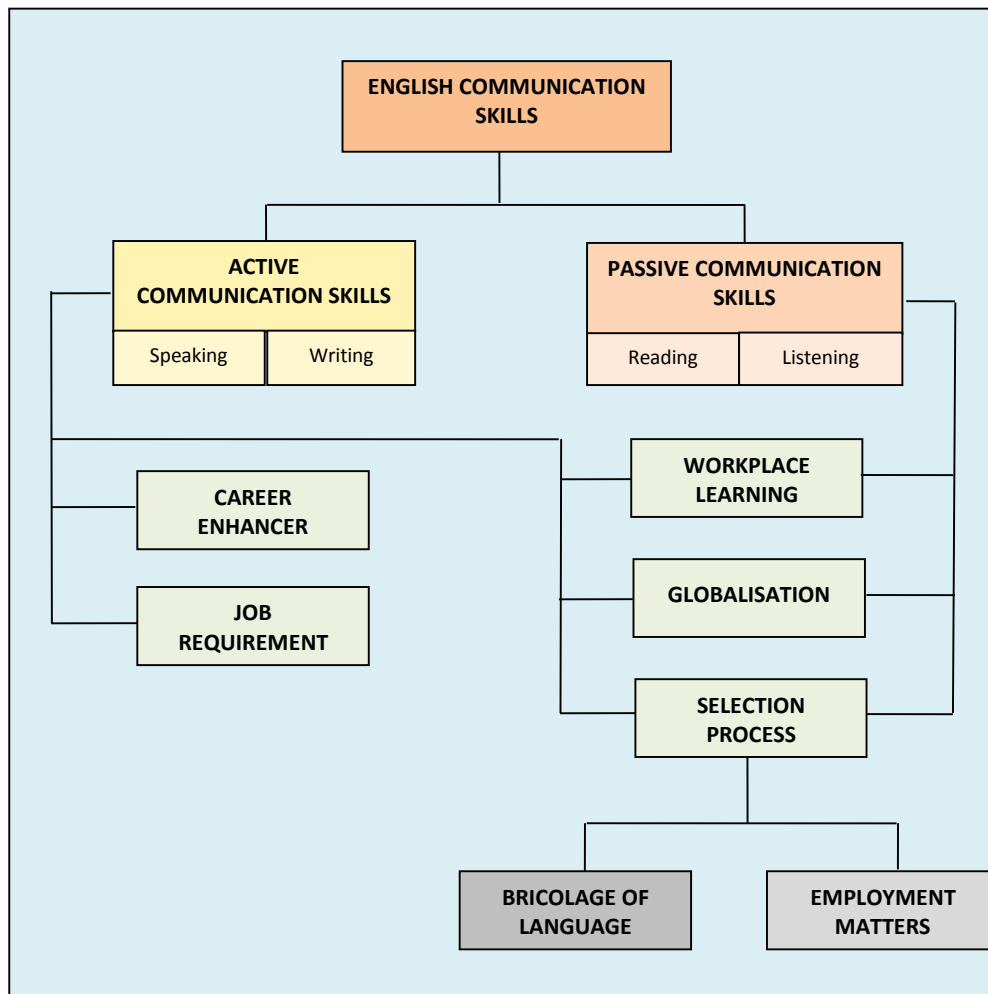 ENGLISH COMMUNICATION
SKILLS
ACTIVE
COMMUNICATION SKILLS
Speaking
Writing
PASSIVE COMMUNICATION
SKILLS
Reading
Listening
CAREER
ENHANCER
JOB
REQUIREMENT
WORKPLACE
LEARNING
GLOBALISATION
SELECTION
PROCESS
BRICOLAGE OF
LANGUAGE
EMPLOYMENT
MATTERS